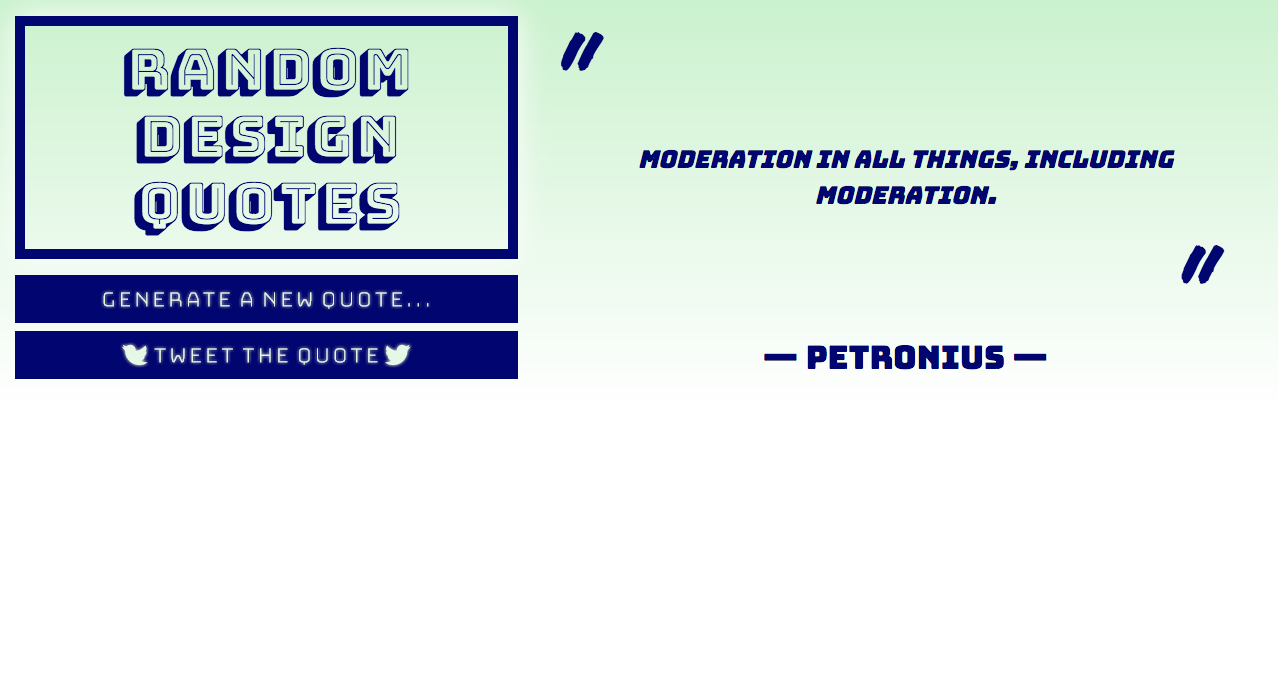 RANDOM
DESIGN
QUOTES
GENERATE A NEW QUOTE...
TWEET THE QUOTE
"
MODERATION IN ALL THINGS, INCLUDING
MODERATION.
"
— PETRONIUS —